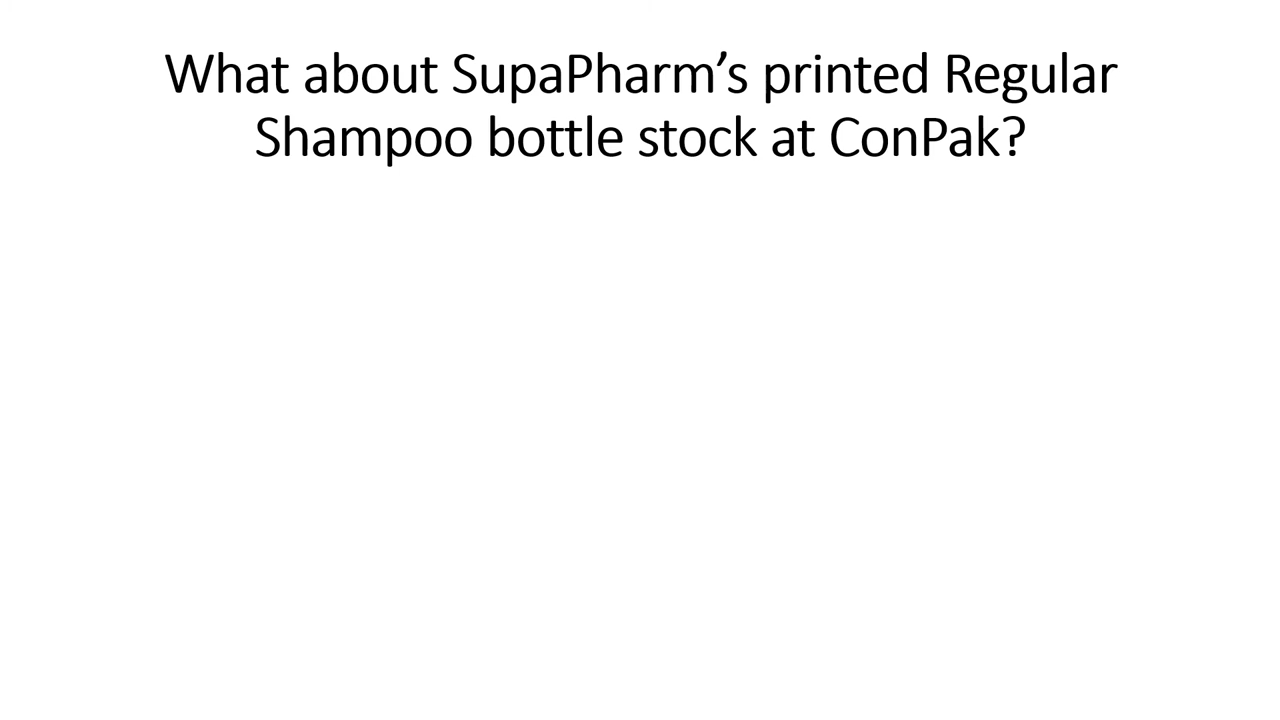 What about SupaPharm’s printed Regular
Shampoo bottle stock at ConPak?